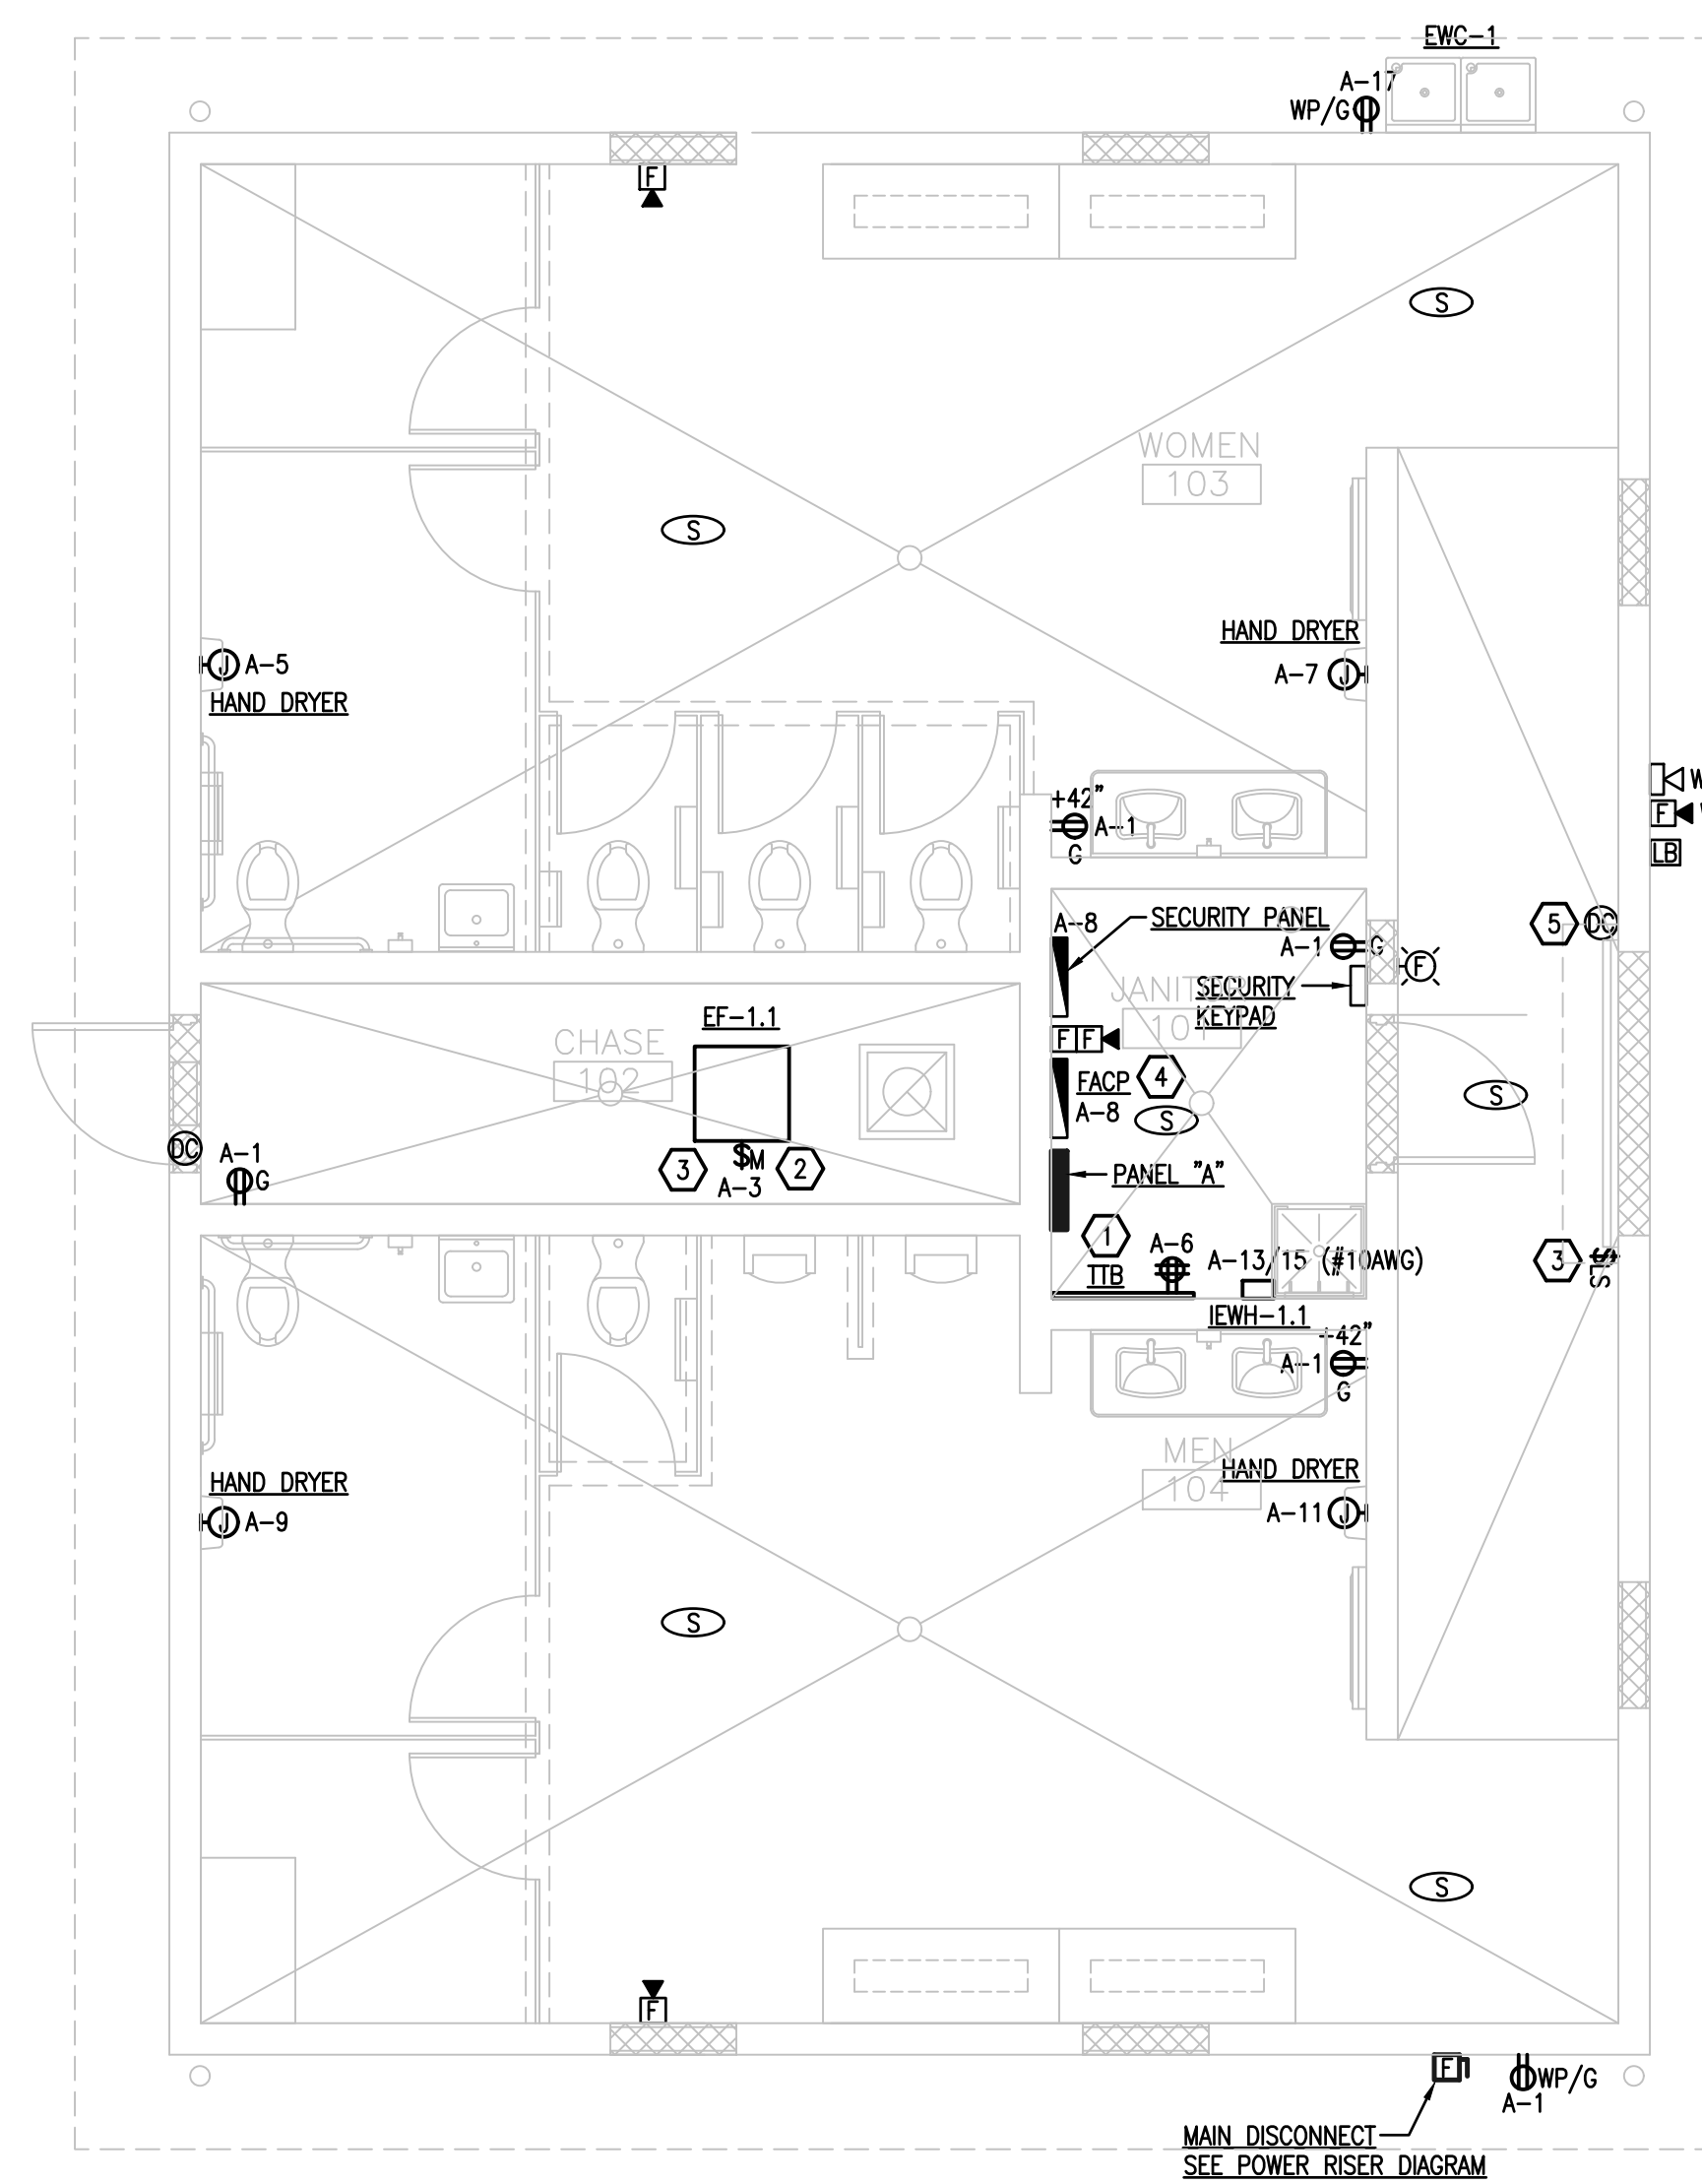 EWC-1
A-17
WP/G
F
S
WOMEN
103
S
HAND DRYER
A-7 J
J A-5
HAND DRYER
+42"
A-1
G
W
F
LB
A-8
SECURITY PANEL
A-1 G
5 DC
F
SECURITY
KEYPAD
JANITOR
101
F F
EF-1.1
CHASE
102
FACP
A-8
4
S
S
DC
A-1
G
3
$M
A-3
2
PANEL "A"
1
TTB
A-6
A-13/15 (#10AWG)
3
IEWH-1.1
+42"
A-1
G
MEN
104
HAND DRYER
A-11 J
HAND DRYER
J A-9
S
S
F
F
WP/G
A-1
MAIN DISCONNECT
SEE POWER RISER DIAGRAM